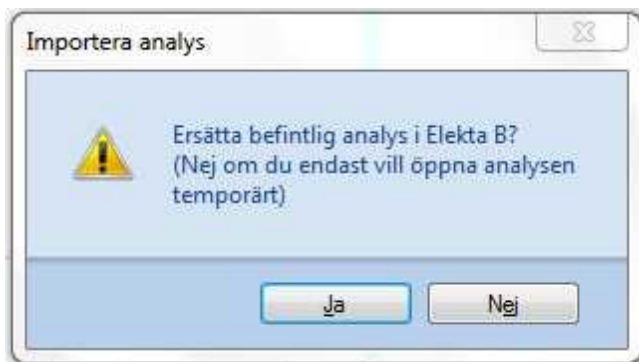 Importera analys
Ersätta befintlig analys i Elekta B?
(Nej om du endast vill öppna analysen
temporärt)
Ja
Nej